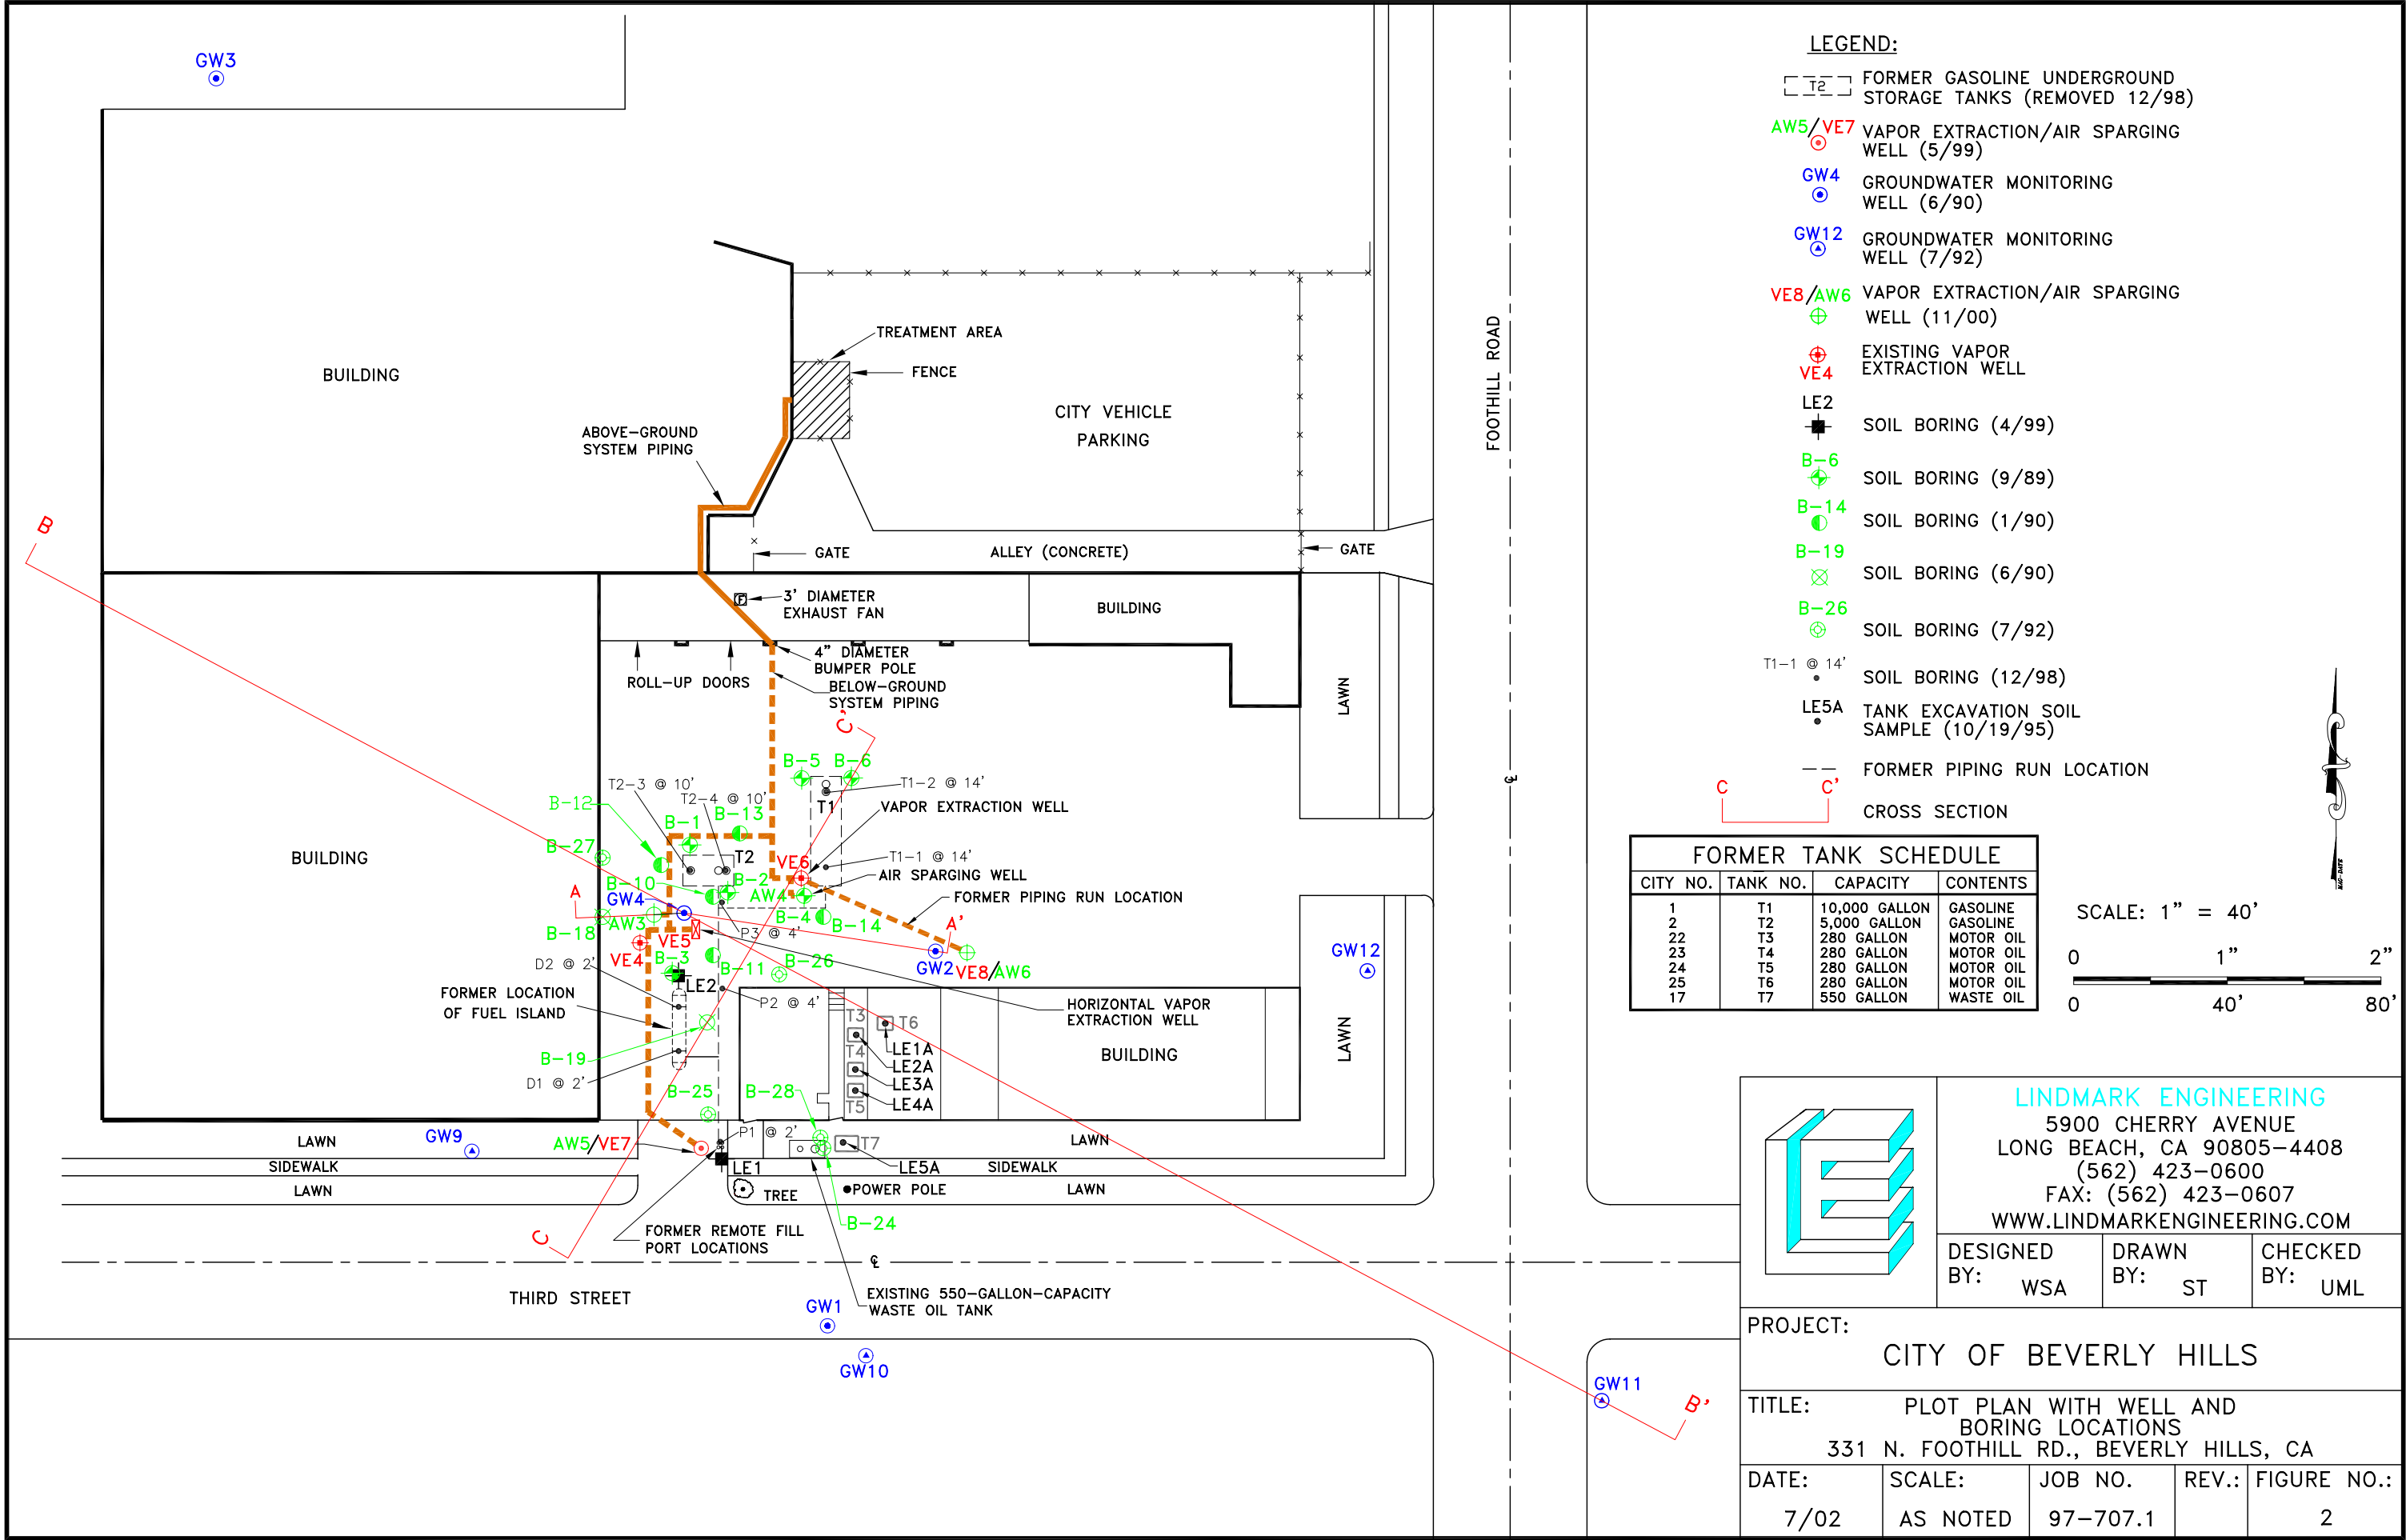 GW3
BUILDING
TREATMENT AREA
FENCE
CITY VEHICLE
PARKING
ABOVE-GROUND
SYSTEM PIPING
FOOTHILL ROAD
B
GATE
ALLEY (CONCRETE)
GATE
F
3' DIAMETER
EXHAUST FAN
BUILDING
4" DIAMETER
BUMPER POLE
ROLL-UP DOORS
BELOW-GROUND
SYSTEM PIPING
LAWN
C'
B-5
B-6
T2-3 @ 10'
T2-4 @ 10'
T1-2 @ 14'
T1
VAPOR EXTRACTION WELL
B-12
B-1
B-13
B-27
BUILDING
T2
VE6
T1-1 @ 14'
AIR SPARGING WELL
B-10
B-2
AW4
A
GW4
FORMER PIPING RUN LOCATION
B-18
AW3
B-4
B-14
A'
P3 @ 4'
VE5
VE4
B-3
B-11
B-26
GW2
VE8/AW6
GW12
D2 @ 2'
LE2
FORMER LOCATION
OF FUEL ISLAND
P2 @ 4'
HORIZONTAL VAPOR
EXTRACTION WELL
T3
T6
LE1A
T4
LE2A
BUILDING
LAWN
B-19
LE3A
D1 @ 2'
B-25
B-28
T5
LE4A
LAWN
GW9
AW5/VE7
P1 @ 2'
T7
LAWN
SIDEWALK
LE1
LE5A
SIDEWALK
LAWN
TREE
POWER POLE
LAWN
B-24
C
FORMER REMOTE FILL
PORT LOCATIONS
THIRD STREET
EXISTING 550-GALLON-CAPACITY
WASTE OIL TANK
GW1
GW10
GW11
B'
LEGEND:
T2
FORMER GASOLINE UNDERGROUND
STORAGE TANKS (REMOVED 12/98)
AW5/VE7
VAPOR EXTRACTION/AIR SPARGING
WELL (5/99)
GW4
GROUNDWATER MONITORING
WELL (6/90)
GW12
GROUNDWATER MONITORING
WELL (7/92)
VE8/AW6
VAPOR EXTRACTION/AIR SPARGING
WELL (11/00)
EXISTING VAPOR
EXTRACTION WELL
VE4
LE2
SOIL BORING (4/99)
B-6
SOIL BORING (9/89)
B-14
SOIL BORING (1/90)
B-19
SOIL BORING (6/90)
B-26
SOIL BORING (7/92)
T1-1 @ 14'
SOIL BORING (12/98)
LE5A
TANK EXCAVATION SOIL
SAMPLE (10/19/95)
FORMER PIPING RUN LOCATION
C C'
CROSS SECTION
FORMER TANK SCHEDULE
CITY NO. TANK NO. CAPACITY CONTENTS
1 T1 10,000 GALLON GASOLINE
2 T2 5,000 GALLON GASOLINE
22 T3 280 GALLON MOTOR OIL
23 T4 280 GALLON MOTOR OIL
24 T5 280 GALLON MOTOR OIL
25 T6 280 GALLON MOTOR OIL
17 T7 550 GALLON WASTE OIL
SCALE: 1" = 40'
0 1" 2"
0 40' 80'
LINDMARK ENGINEERING
5900 CHERRY AVENUE
LONG BEACH, CA 90805-4408
(562) 423-0600
FAX: (562) 423-0607
WWW.LINDMARKENGINEERING.COM
DESIGNED
BY: WSA
DRAWN
BY: ST
CHECKED
BY: UML
PROJECT:
CITY OF BEVERLY HILLS
TITLE:
PLOT PLAN WITH WELL AND
BORING LOCATIONS
331 N. FOOTHILL RD., BEVERLY HILLS, CA
DATE:
7/02
SCALE:
AS NOTED
JOB NO.
97-707.1
REV.:
FIGURE NO.:
2